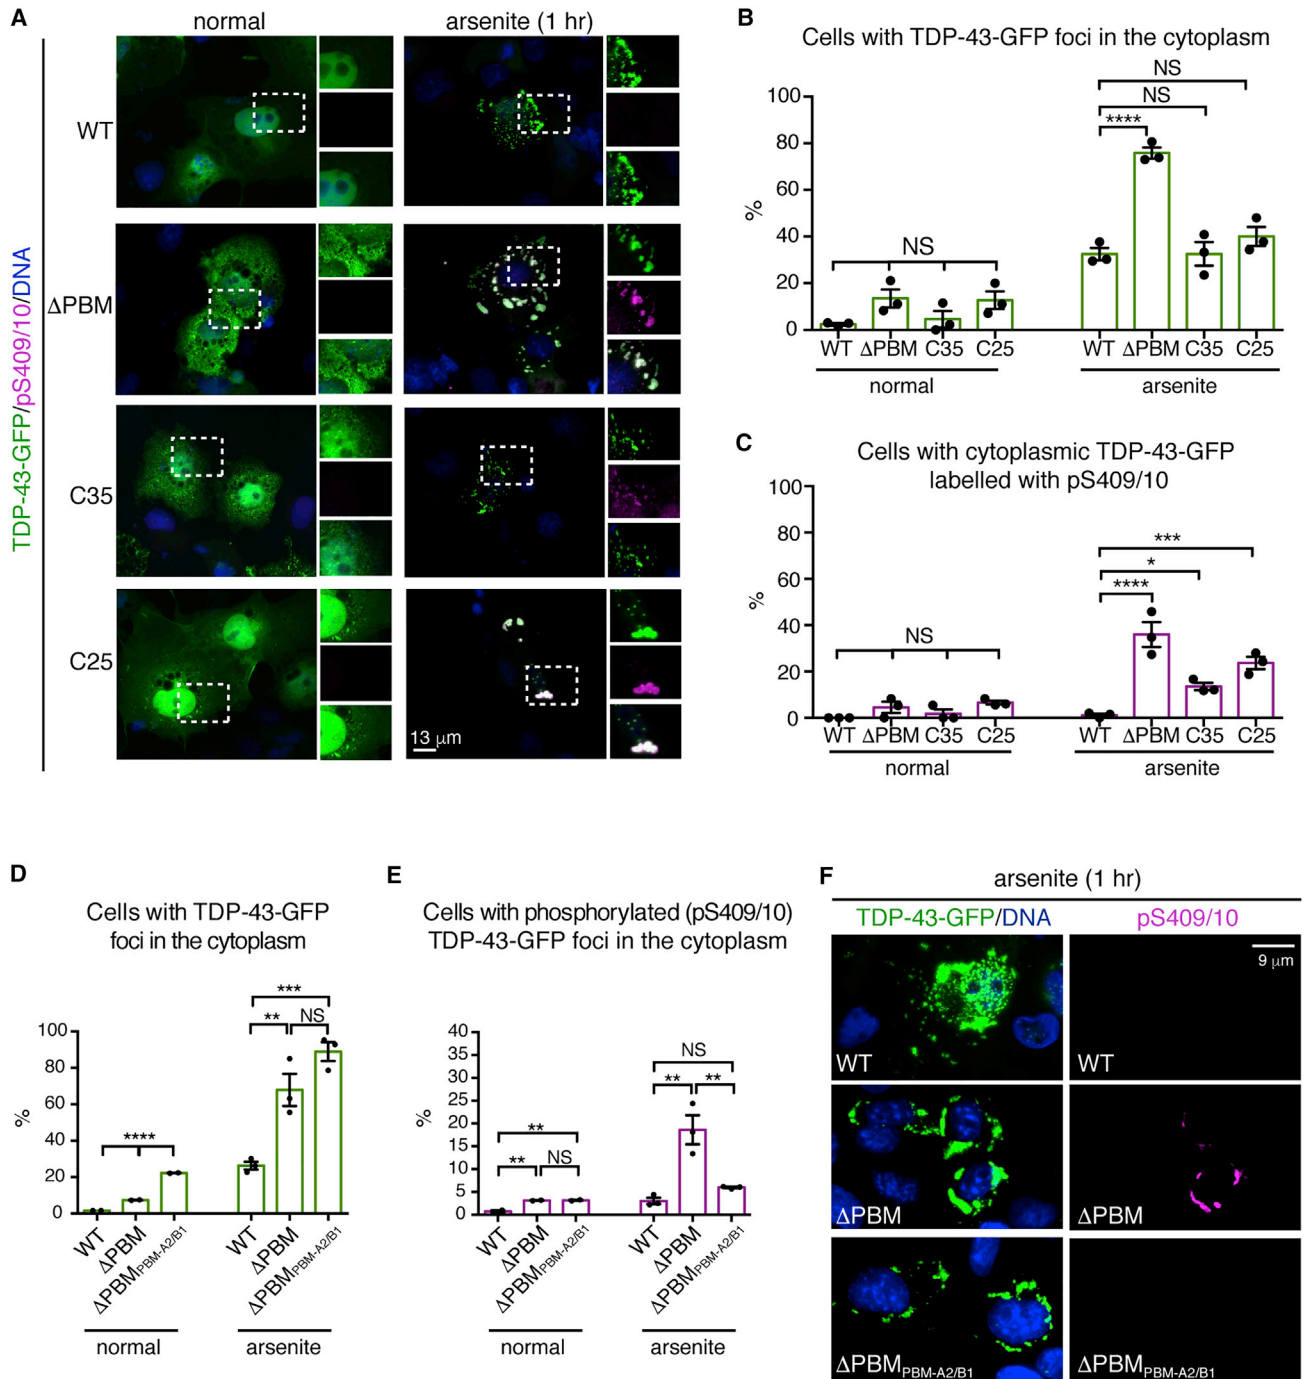 A
normal
arsenite (1 hr)
TDP-43-GFP/pS409/10/DNA
WT
ΔPBM
C35
C25
13 μm
B
Cells with TDP-43-GFP foci in the cytoplasm
NS
NS
****
NS
100
80
60
40
20
0
%
WT ΔPBM C35 C25
WT ΔPBM C35 C25
normal
arsenite
C
Cells with cytoplasmic TDP-43-GFP
labelled with pS409/10
***
*
****
NS
100
80
60
40
20
0
%
WT ΔPBM C35 C25
WT ΔPBM C35 C25
normal
arsenite
D
Cells with TDP-43-GFP
foci in the cytoplasm
***
** NS
****
100
80
60
40
20
0
%
WT
ΔPBM
ΔPBMPBM-A2/B1
WT
ΔPBM
ΔPBMPBM-A2/B1
normal
arsenite
E
Cells with phosphorylated (pS409/10)
TDP-43-GFP foci in the cytoplasm
NS
** **
**
** NS
40
35
30
25
20
15
10
5
0
%
WT
ΔPBM
ΔPBMPBM-A2/B1
WT
ΔPBM
ΔPBMPBM-A2/B1
normal
arsenite
F
arsenite (1 hr)
TDP-43-GFP/DNA
pS409/10
9 μm
WT
WT
ΔPBM
ΔPBM
ΔPBMPBM-A2/B1
ΔPBMPBM-A2/B1